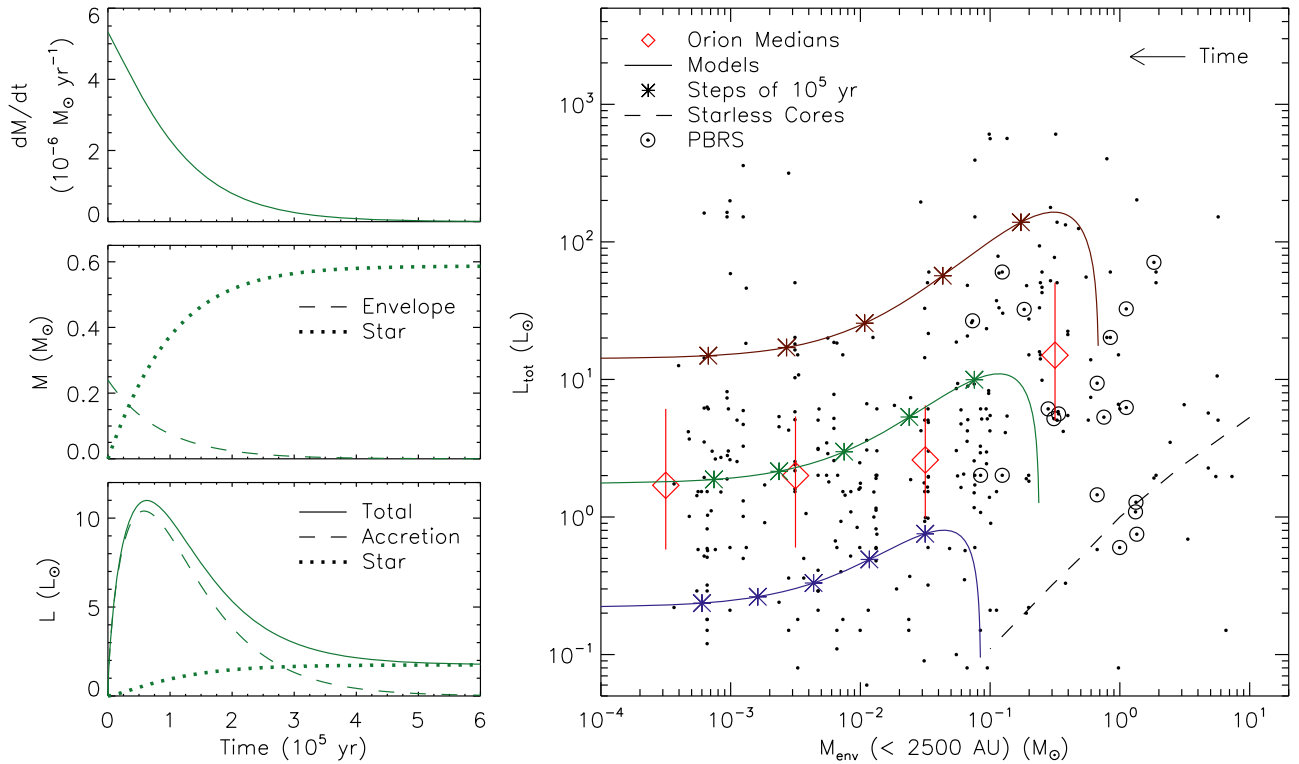 6
4
2
0
dM/dt
(10⁻⁶ M⊙ yr⁻¹)
0.6
0.4
0.2
0.0
M (M⊙)
Envelope
Star
10
5
0
L (L⊙)
Total
Accretion
Star
0 1 2 3 4 5 6
Time (10⁵ yr)
Orion Medians
Models
Steps of 10⁵ yr
Starless Cores
PBRS
Time
10³
10²
10¹
10⁰
10⁻¹
L_tot (L⊙)
10⁻⁴ 10⁻³ 10⁻² 10⁻¹ 10⁰ 10¹
M_env (< 2500 AU) (M⊙)